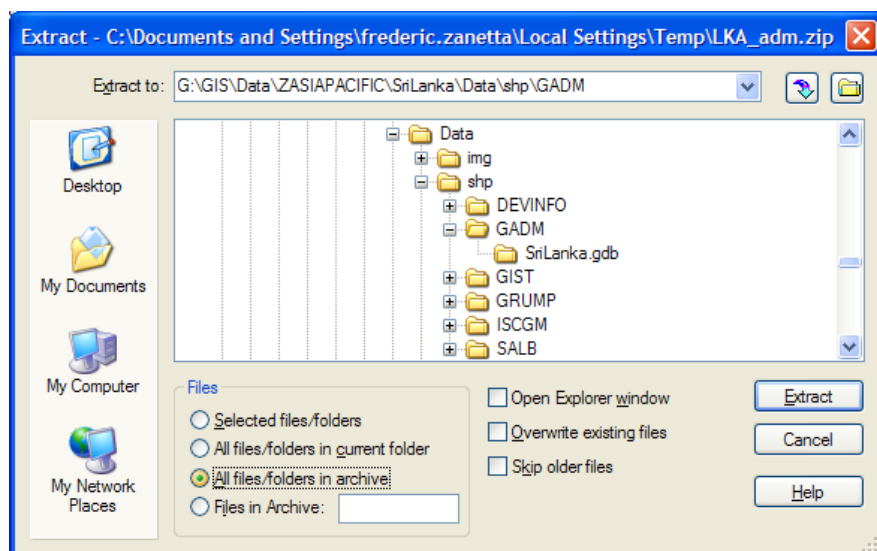 Extract - C:\Documents and Settings\frederic.zanetta\Local Settings\Temp\LKA_adm.zip
Extract to: G:\GIS\Data\ZASIAPACIFIC\SriLanka\Data\shp\GADM
Desktop
My Documents
My Computer
My Network
Places
Data
img
shp
DEVINFO
GADM
SriLanka.gdb
GIST
GRUMP
ISCGM
SALB
Files
Selected files/folders
All files/folders in current folder
All files/folders in archive
Files in Archive:
Open Explorer window
Overwrite existing files
Skip older files
Extract
Cancel
Help